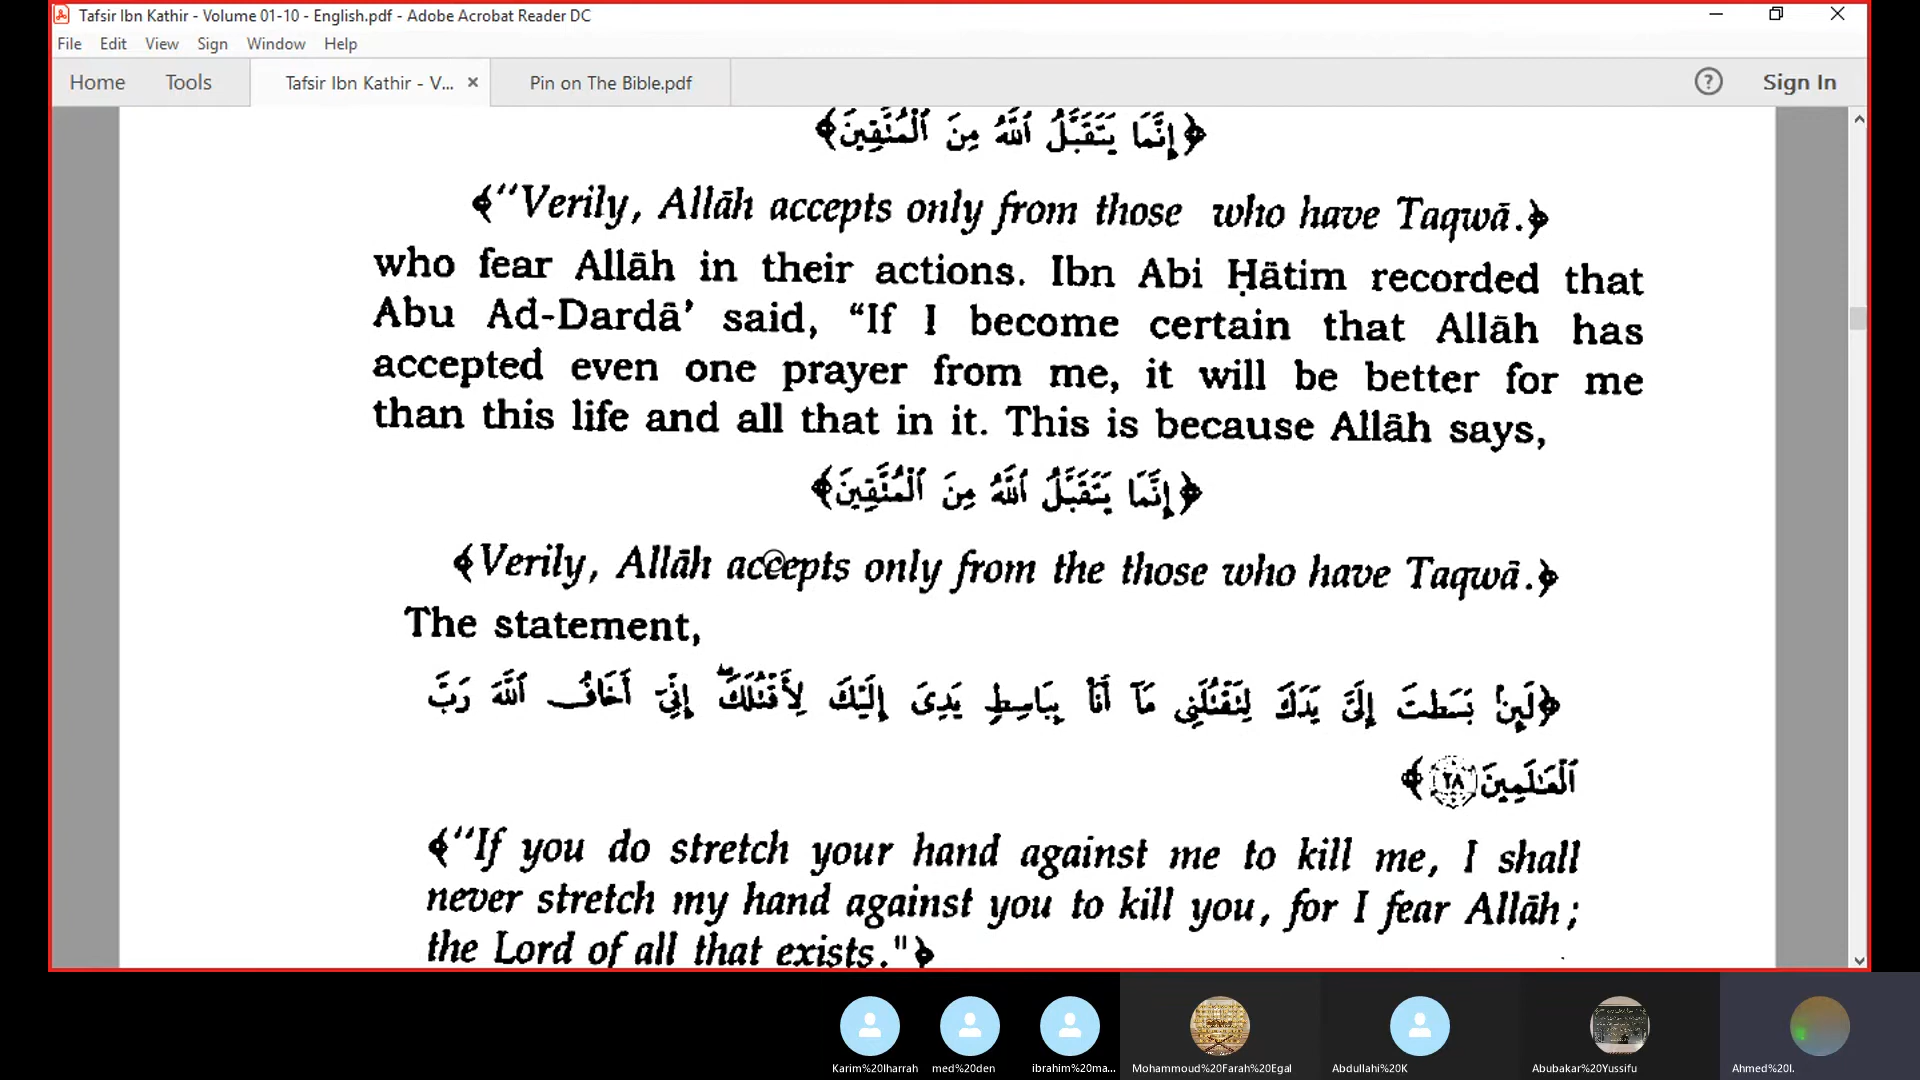 Tafsir Ibn Kathir - Volume 01-10 - English.pdf - Adobe Acrobat Reader DC
File Edit View Sign Window Help
Home Tools Tafsir Ibn Kathir - V... × Pin on The Bible.pdf ? Sign In
﴿إِنَّمَا يَتَقَبَّلُ ٱللَّهُ مِنَ ٱلْمُتَّقِينَ﴾
﴾"Verily, Allāh accepts only from those who have Taqwā.﴿
who fear Allāh in their actions. Ibn Abi Ḥātim recorded that
Abu Ad-Dardā' said, “If I become certain that Allāh has
accepted even one prayer from me, it will be better for me
than this life and all that in it. This is because Allāh says,
﴿إِنَّمَا يَتَقَبَّلُ ٱللَّهُ مِنَ ٱلْمُتَّقِينَ﴾
﴾Verily, Allāh accepts only from the those who have Taqwā.﴿
The statement,
﴿لَئِنۢ بَسَطتَ إِلَىَّ يَدَكَ لِتَقْتُلَنِى مَآ أَنَا۠ بِبَاسِطٍ يَدِىَ إِلَيْكَ لِأَقْتُلَكَ ۖ إِنِّىٓ أَخَافُ ٱللَّهَ رَبَّ
ٱلْعَـٰلَمِينَ ٢٨﴾
﴾"If you do stretch your hand against me to kill me, I shall
never stretch my hand against you to kill you, for I fear Allāh;
the Lord of all that exists."﴿
Karim%20Iharrah med%20den ibrahim%20ma... Mohammoud%20Farah%20Egal Abdullahi%20K Abubakar%20Yussifu Ahmed%20I.